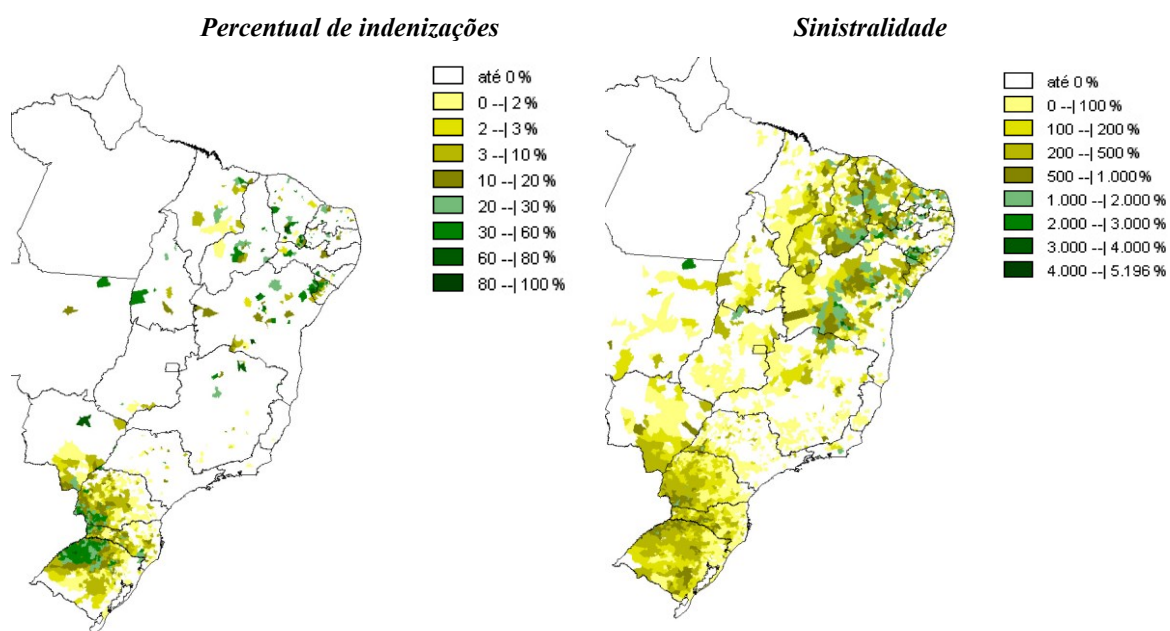 Percentual de indenizações
até 0 %
0 --| 2 %
2 --| 3 %
3 --| 10 %
10 --| 20 %
20 --| 30 %
30 --| 60 %
60 --| 80 %
80 --| 100 %
Sinistralidade
até 0 %
0 --| 100 %
100 --| 200 %
200 --| 500 %
500 --| 1.000 %
1.000 --| 2.000 %
2.000 --| 3.000 %
3.000 --| 4.000 %
4.000 --| 5.196 %